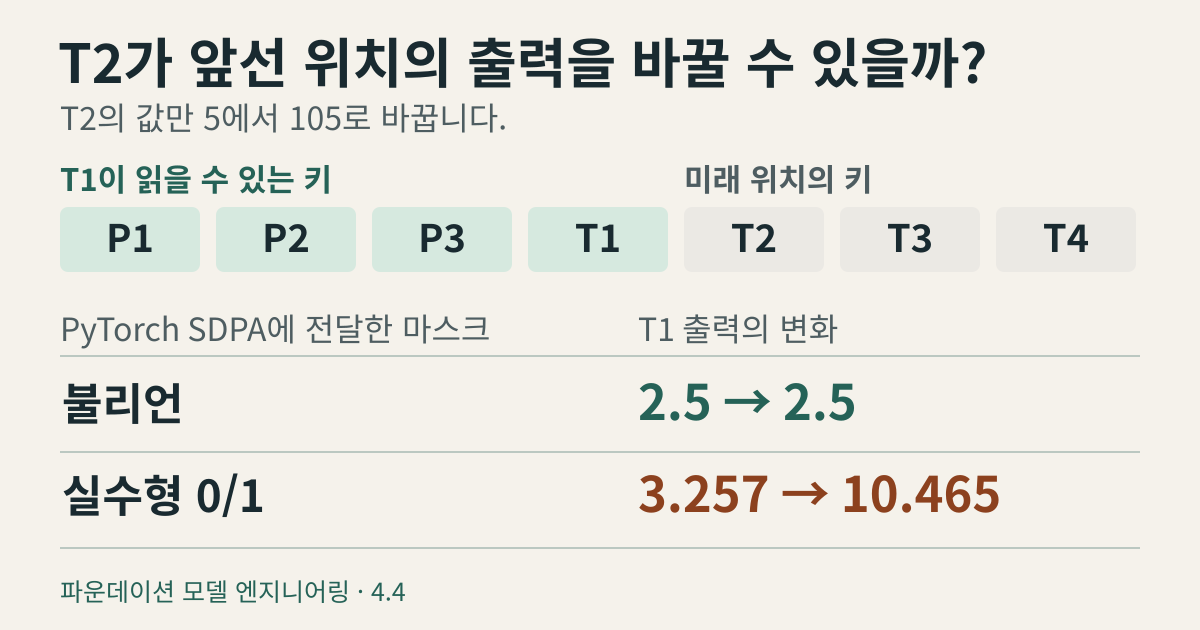 T2가 앞선 위치의 출력을 바꿀 수 있을까?
T2의 값만 5에서 105로 바꿉니다.
T1이 읽을 수 있는 키
미래 위치의 키
P1 P2 P3 T1 T2 T3 T4
PyTorch SDPA에 전달한 마스크
T1 출력의 변화
불리언
2.5 → 2.5
실수형 0/1
3.257 → 10.465
파운데이션 모델 엔지니어링 · 4.4